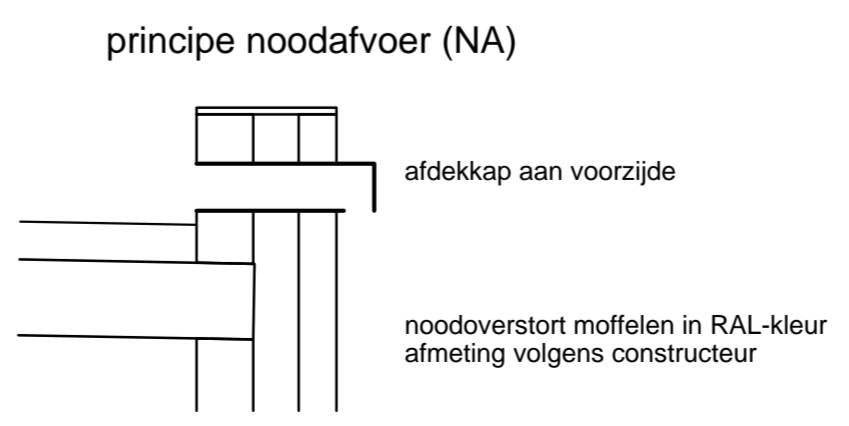 principe noodafvoer (NA)
afdekkap aan voorzijde
noodoverstort moffelen in RAL-kleur
afmeting volgens constructeur